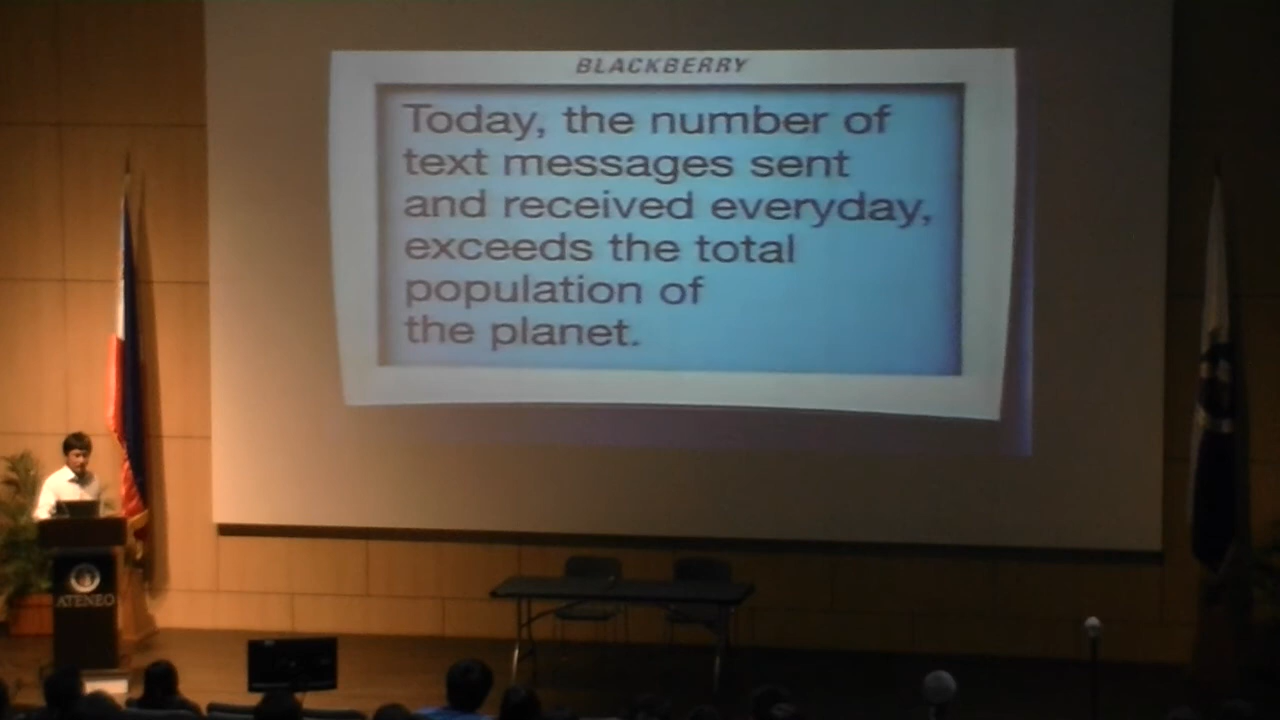 BLACKBERRY
Today, the number of
text messages sent
and received everyday,
exceeds the total
population of
the planet.
ATENEO